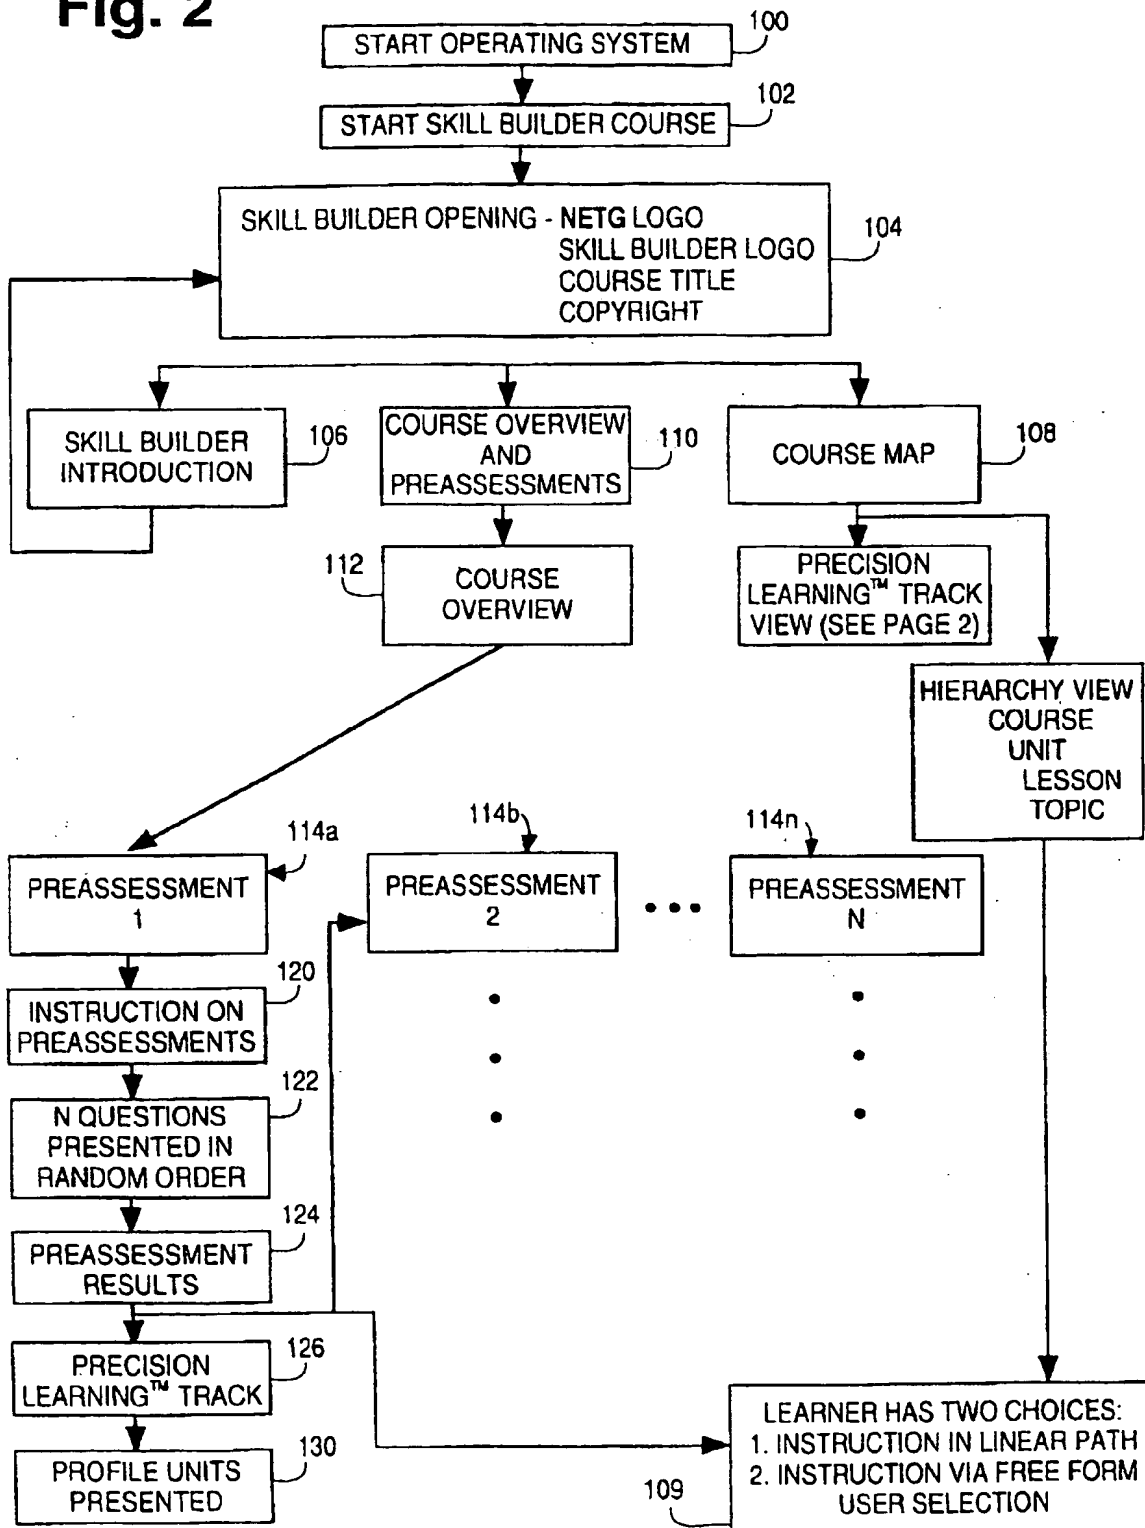 Fig. 2
START OPERATING SYSTEM
100
START SKILL BUILDER COURSE
102
SKILL BUILDER OPENING - NETG LOGO
SKILL BUILDER LOGO
COURSE TITLE
COPYRIGHT
104
SKILL BUILDER
INTRODUCTION
106
COURSE OVERVIEW
AND
PREASSESSMENTS
110
COURSE MAP
108
112
COURSE
OVERVIEW
PRECISION
LEARNING™ TRACK
VIEW (SEE PAGE 2)
HIERARCHY VIEW
COURSE
UNIT
LESSON
TOPIC
114a
PREASSESSMENT
1
114b
PREASSESSMENT
2
114n
PREASSESSMENT
N
120
INSTRUCTION ON
PREASSESSMENTS
122
N QUESTIONS
PRESENTED IN
RANDOM ORDER
124
PREASSESSMENT
RESULTS
126
PRECISION
LEARNING™ TRACK
130
PROFILE UNITS
PRESENTED
LEARNER HAS TWO CHOICES:
1. INSTRUCTION IN LINEAR PATH
2. INSTRUCTION VIA FREE FORM
USER SELECTION
109